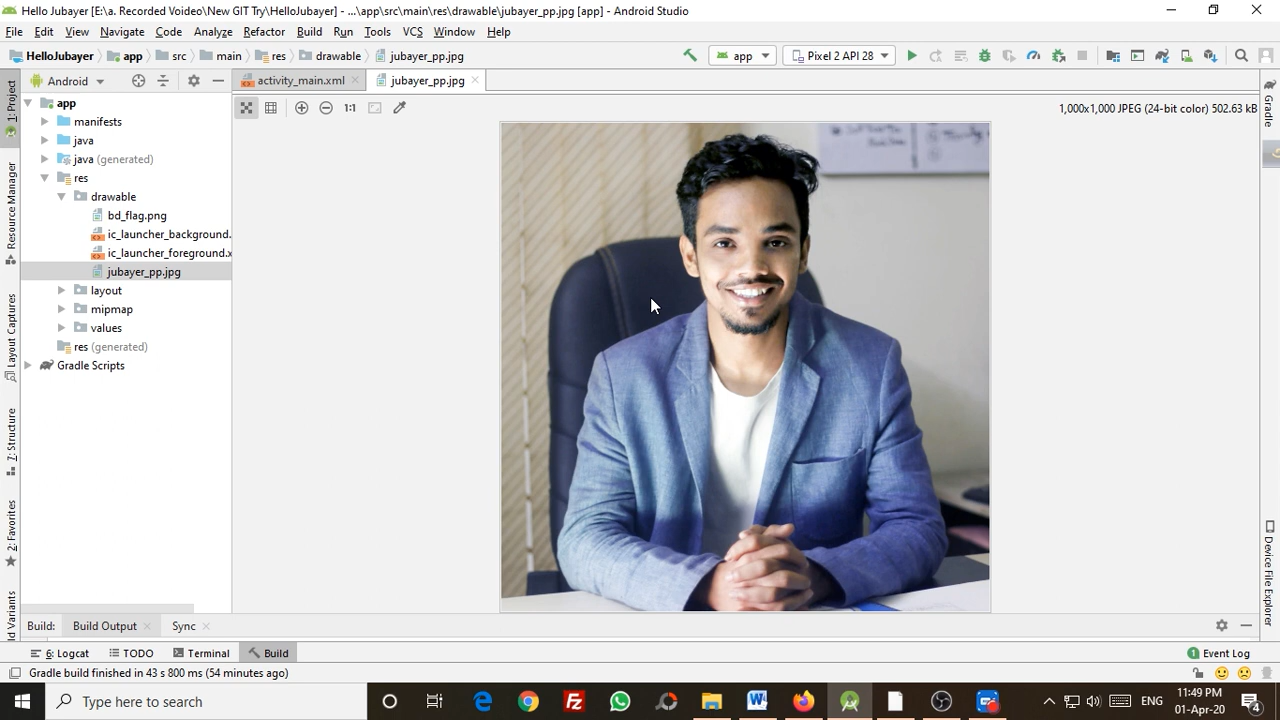 Hello Jubayer [E:\a. Recorded Voideo\New GIT Try\HelloJubayer] - ...\app\src\main\res\drawable\jubayer_pp.jpg [app] - Android Studio
File Edit View Navigate Code Analyze Refactor Build Run Tools VCS Window Help
HelloJubayer app src main res drawable jubayer_pp.jpg app Pixel 2 API 28
Android activity_main.xml jubayer_pp.jpg
1:1 1,000x1,000 JPEG (24-bit color) 502.63 kB
app
manifests
java
java (generated)
res
drawable
bd_flag.png
ic_launcher_background.
ic_launcher_foreground.x
jubayer_pp.jpg
layout
mipmap
values
res (generated)
Gradle Scripts
1: Project
Resource Manager
Layout Captures
7: Structure
2: Favorites
ld Variants
Gradle
Device File Explorer
Build: Build Output Sync
6: Logcat TODO Terminal Build 1 Event Log
Gradle build finished in 43 s 800 ms (54 minutes ago)
Type here to search
ENG
11:49 PM
01-Apr-20
4